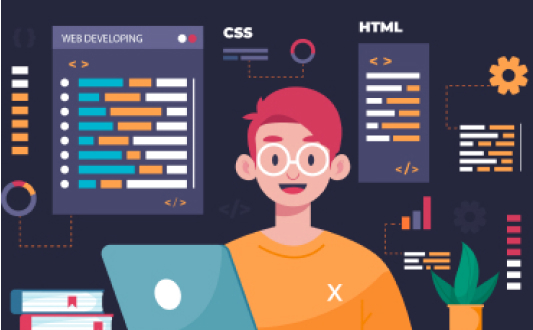 WEB DEVELOPING
CSS
HTML
< >
< >
</>
</>
</>
{ }
X